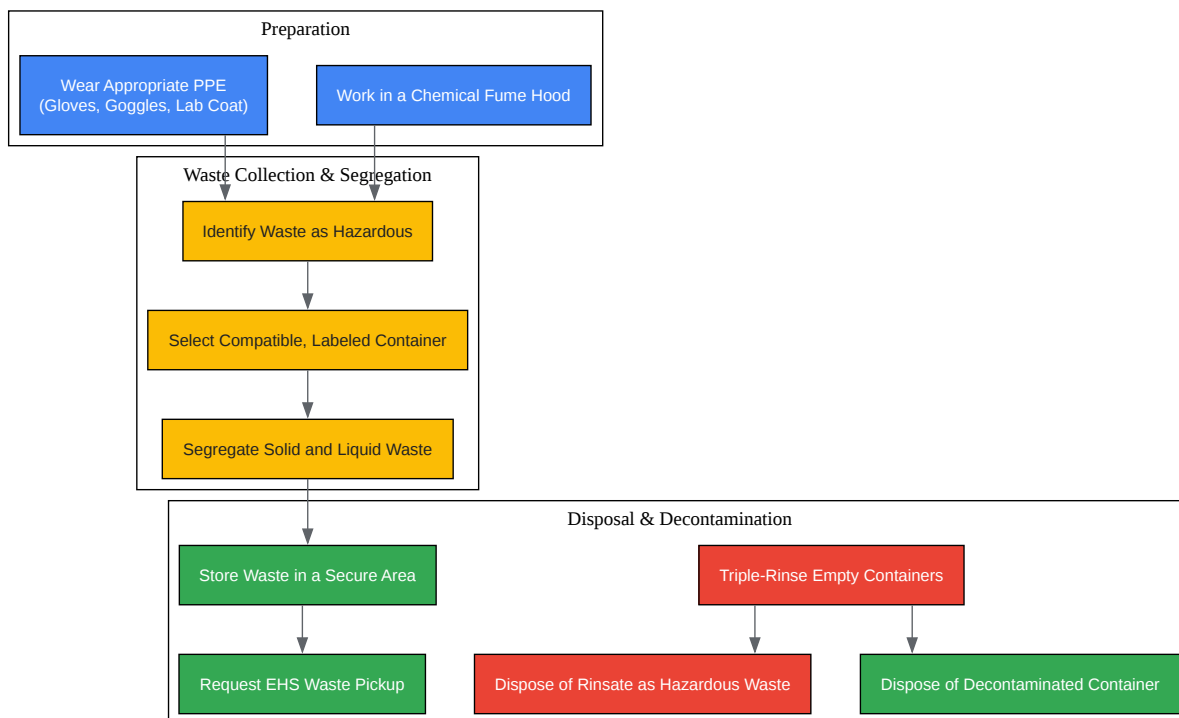 Preparation
Wear Appropriate PPE
(Gloves, Goggles, Lab Coat)
Work in a Chemical Fume Hood
Waste Collection & Segregation
Identify Waste as Hazardous
Select Compatible, Labeled Container
Segregate Solid and Liquid Waste
Disposal & Decontamination
Store Waste in a Secure Area
Triple-Rinse Empty Containers
Request EHS Waste Pickup
Dispose of Rinsate as Hazardous Waste
Dispose of Decontaminated Container